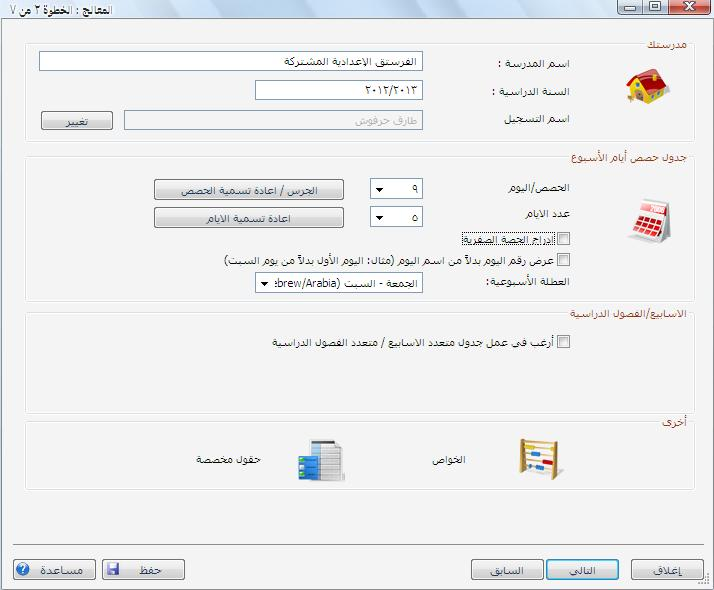 المعالج : الخطوة ٢ من ٧
مدرستك
اسم المدرسة :
الفرستق الإعدادية المشتركة
السنة الدراسية :
٢٠١٢/٢٠١٣
اسم التسجيل
طارق حرفوش
تغيير
جدول حصص أيام الأسبوع
الحصص/اليوم
٩
الجرس / اعادة تسمية الحصص
عدد الايام
٥
اعادة تسمية الايام
ادراج الحصة الصفرية
عرض رقم اليوم بدلاً من اسم اليوم (مثال: اليوم الأول بدلاً من يوم السبت)
العطلة الأسبوعية:
الجمعة - السبت (ebrew/Arabia
الاسابيع/الفصول الدراسية
أرغب في عمل جدول متعدد الاسابيع / متعدد الفصول الدراسية
أخرى
الخواص
حقول مخصصة
إغلاق
التالي
السابق
حفظ
مساعدة